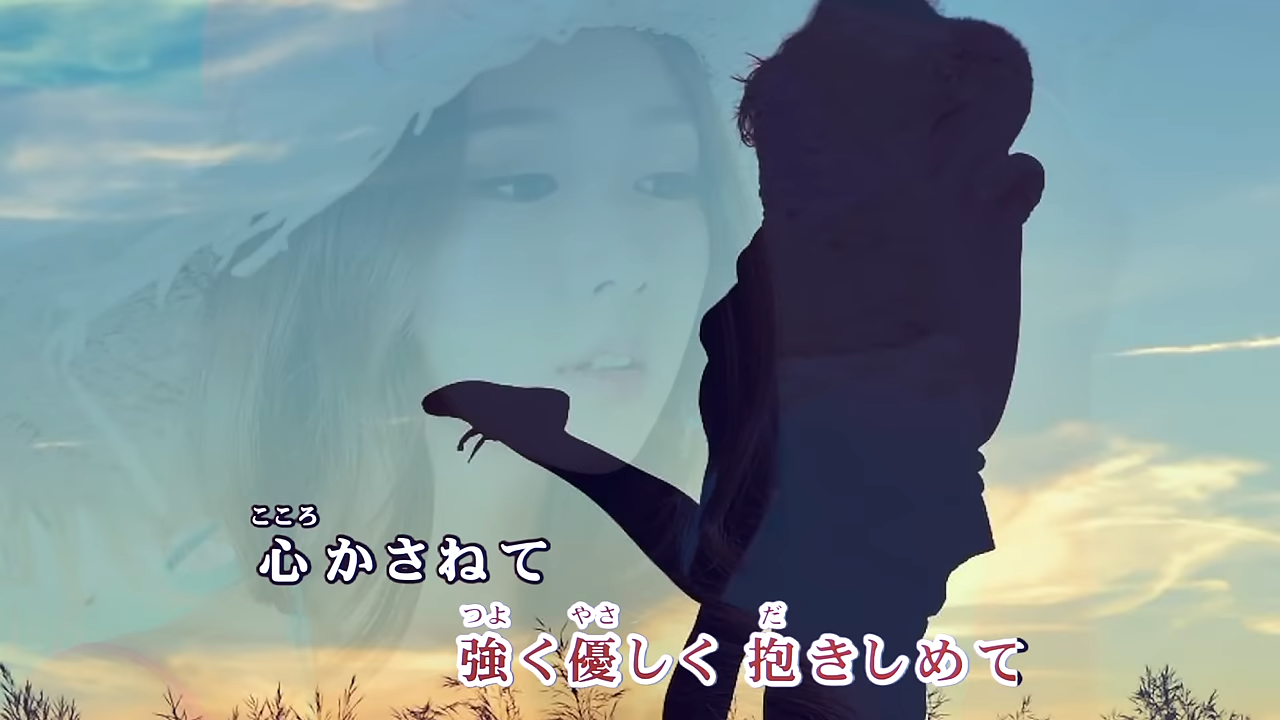 こころ
心かさねて
つよ やさ だ
強く優しく 抱きしめて